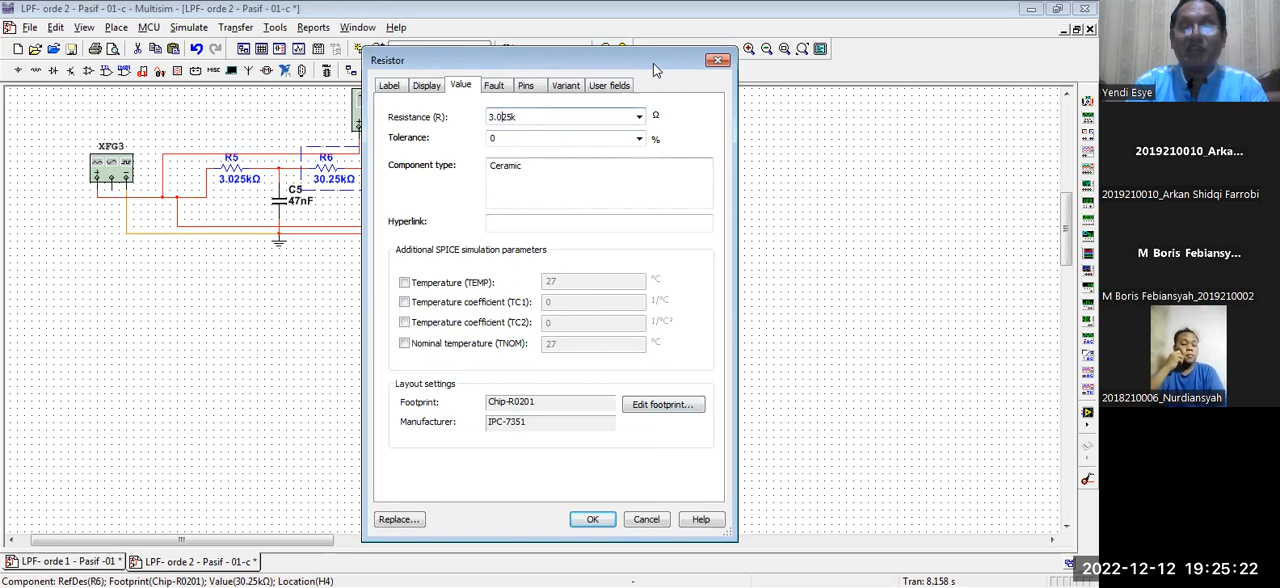 LPF- orde 2 - Pasif - 01-c - Multisim - [LPF- orde 2 - Pasif - 01-c *]
File Edit View Place MCU Simulate Transfer Tools Reports Window Help
Resistor
Label Display Value Fault Pins Variant User fields
Resistance (R): 3.025k Ω
Tolerance: 0 %
Component type: Ceramic
Hyperlink:
Additional SPICE simulation parameters
Temperature (TEMP): 27 °C
Temperature coefficient (TC1): 0 1/°C
Temperature coefficient (TC2): 0 1/°C²
Nominal temperature (TNOM): 27 °C
Layout settings
Footprint: Chip-R0201 Edit footprint...
Manufacturer: IPC-7351
Replace... OK Cancel Help
XFG3
R5
3.025kΩ
R6
30.25kΩ
C5
47nF
MISC
LPF- orde 1 - Pasif -01 * LPF- orde 2 - Pasif - 01-c *
Component: RefDes(R6); Footprint(Chip-R0201); Value(30.25kΩ); Location(H4) - Tran: 8.158 s
Yendi Esye
2019210010_Arka...
2019210010_Arkan Shidqi Farrobi
M Boris Febiansy...
M Boris Febiansyah_2019210002
2018210006_Nurdiansyah
2022-12-12 19:25:22